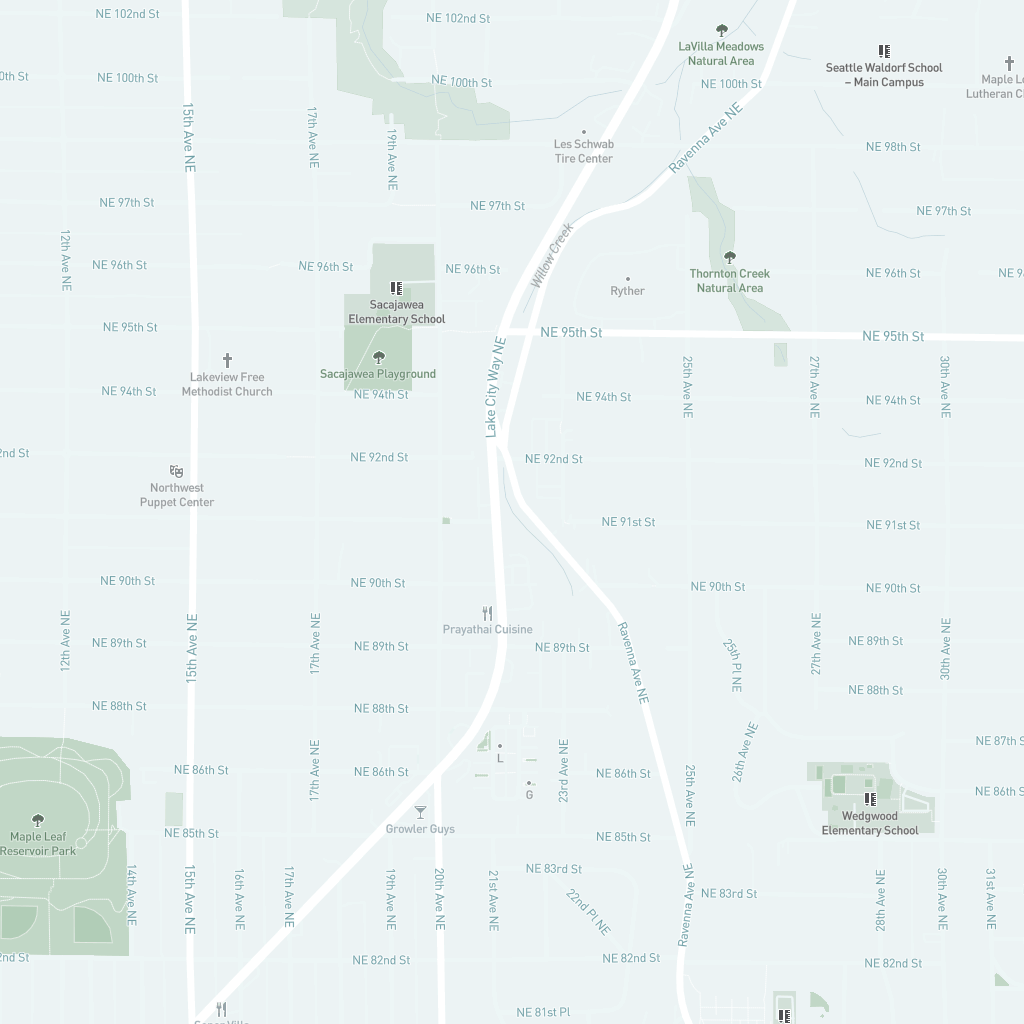 NE 102nd St
NE 102nd St
LaVilla Meadows
Natural Area
Seattle Waldorf School
– Main Campus
NE 100th St
NE 100th St
NE 100th St
Maple Le
Lutheran Ch
0th St
15th Ave NE
17th Ave NE
19th Ave NE
Les Schwab
Tire Center
Ravenna Ave NE
NE 98th St
NE 97th St
NE 97th St
NE 97th St
12th Ave NE
NE 96th St
NE 96th St
NE 96th St
Willow Creek
Ryther
Thornton Creek
Natural Area
NE 96th St
NE 9
Sacajawea
Elementary School
NE 95th St
NE 95th St
NE 95th St
Lake City Way NE
Lakeview Free
Methodist Church
Sacajawea Playground
25th Ave NE
27th Ave NE
30th Ave NE
NE 94th St
NE 94th St
NE 94th St
NE 94th St
2nd St
NE 92nd St
NE 92nd St
NE 92nd St
Northwest
Puppet Center
NE 91st St
NE 91st St
NE 90th St
NE 90th St
NE 90th St
NE 90th St
12th Ave NE
15th Ave NE
17th Ave NE
Prayathai Cuisine
Ravenna Ave NE
25th Pl NE
27th Ave NE
30th Ave NE
NE 89th St
NE 89th St
NE 89th St
NE 89th St
NE 88th St
NE 88th St
NE 88th St
NE 87th S
NE 86th St
17th Ave NE
NE 86th St
L
G
23rd Ave NE
NE 86th St
25th Ave NE
26th Ave NE
NE 86th S
Maple Leaf
Reservoir Park
NE 85th St
Growler Guys
NE 85th St
Wedgwood
Elementary School
14th Ave NE
15th Ave NE
16th Ave NE
17th Ave NE
19th Ave NE
20th Ave NE
21st Ave NE
NE 83rd St
22nd Pl NE
Ravenna Ave NE
NE 83rd St
28th Ave NE
30th Ave NE
31st Ave NE
2nd St
NE 82nd St
NE 82nd St
NE 82nd St
NE 81st Pl